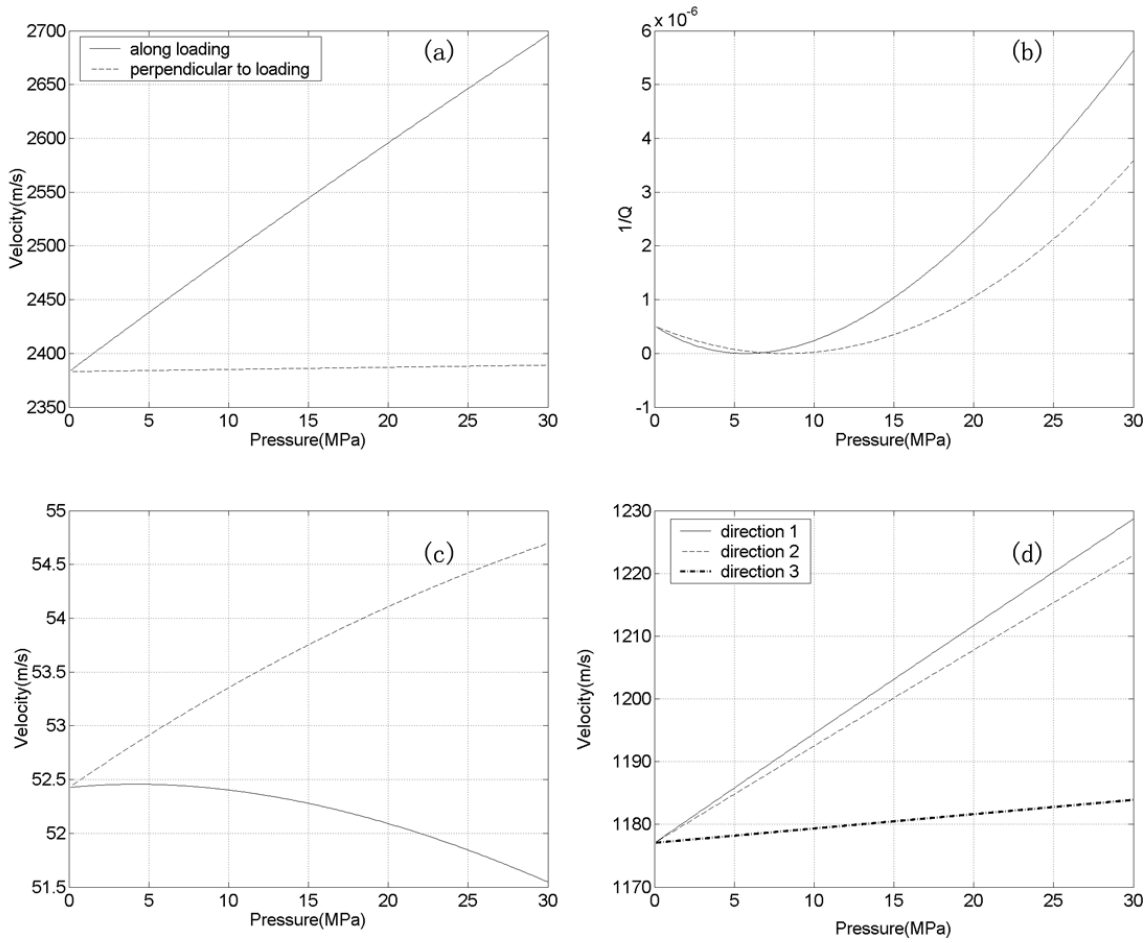 (a)
along loading
perpendicular to loading
2700
2650
2600
2550
2500
2450
2400
2350
Velocity(m/s)
0 5 10 15 20 25 30
Pressure(MPa)
(b)
x 10^-6
6
5
4
3
2
1
0
-1
1/Q
0 5 10 15 20 25 30
Pressure(MPa)
(c)
55
54.5
54
53.5
53
52.5
52
51.5
Velocity(m/s)
0 5 10 15 20 25 30
Pressure(MPa)
(d)
direction 1
direction 2
direction 3
1230
1220
1210
1200
1190
1180
1170
Velocity(m/s)
0 5 10 15 20 25 30
Pressure(MPa)